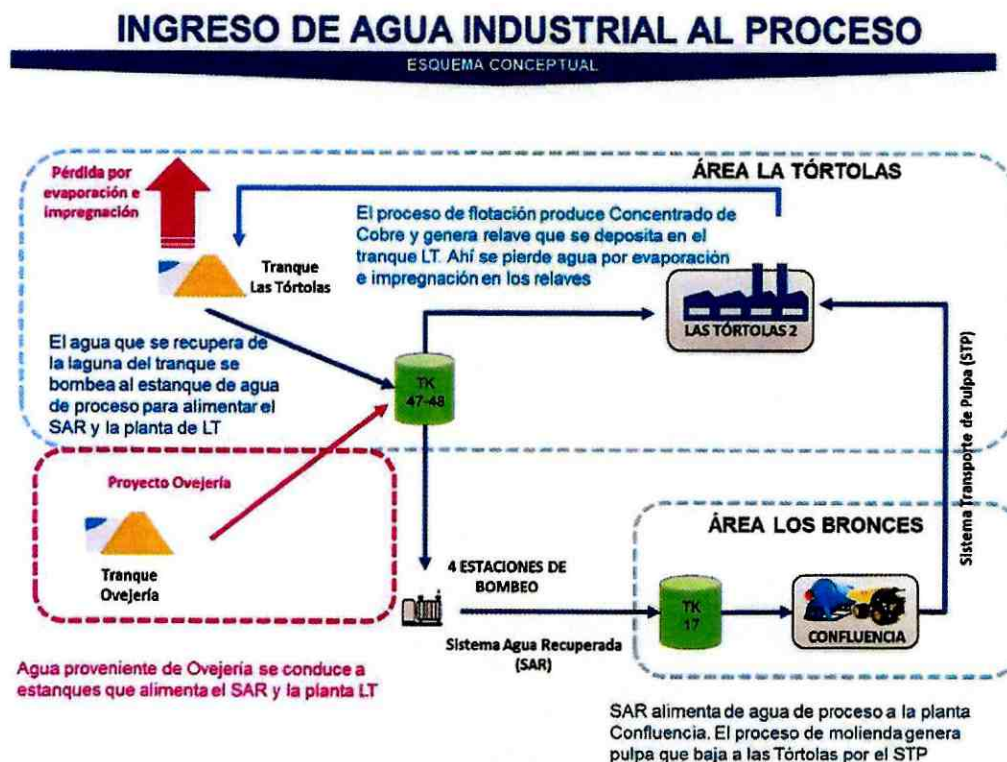 INGRESO DE AGUA INDUSTRIAL AL PROCESO
ESQUEMA CONCEPTUAL
Pérdida por
evaporación e
impregnación
ÁREA LA TÓRTOLAS
El proceso de flotación produce Concentrado de
Cobre y genera relave que se deposita en el
tranque LT. Ahí se pierde agua por evaporación
e impregnación en los relaves
Tranque
Las Tórtolas
LAS TÓRTOLAS 2
El agua que se recupera de
la laguna del tranque se
bombea al estanque de agua
de proceso para alimentar el
SAR y la planta de LT
TK
47-48
Sistema Transporte de Pulpa (STP)
Proyecto Ovejería
Tranque
Ovejería
ÁREA LOS BRONCES
4 ESTACIONES DE
BOMBEO
TK
17
CONFLUENCIA
Sistema Agua Recuperada
(SAR)
Agua proveniente de Ovejería se conduce a
estanques que alimenta el SAR y la planta LT
SAR alimenta de agua de proceso a la planta
Confluencia. El proceso de molienda genera
pulpa que baja a las Tórtolas por el STP